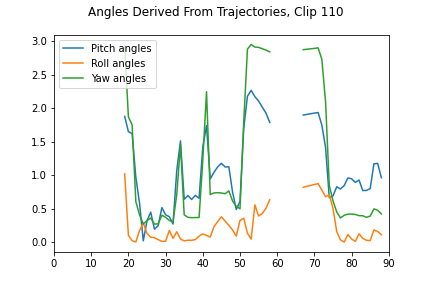 Angles Derived From Trajectories, Clip 110
3.0
2.5
2.0
1.5
1.0
0.5
0.0
Pitch angles
Roll angles
Yaw angles
0 10 20 30 40 50 60 70 80 90